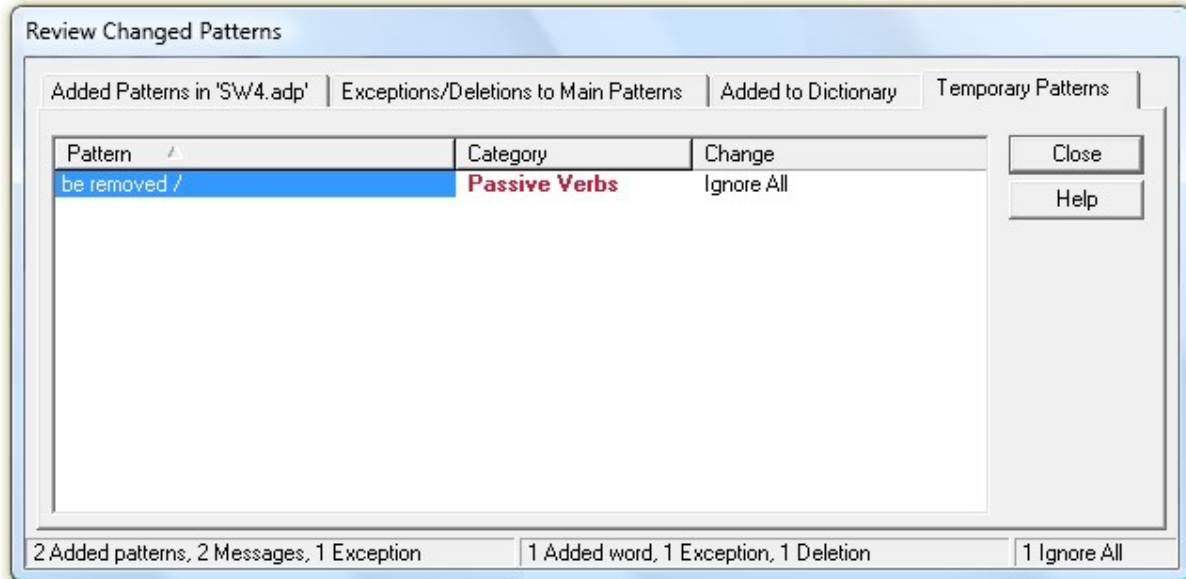 Review Changed Patterns
Added Patterns in 'SW4.adp' Exceptions/Deletions to Main Patterns Added to Dictionary Temporary Patterns
Pattern Category Change Close
be removed / Passive Verbs Ignore All
Help
2 Added patterns, 2 Messages, 1 Exception 1 Added word, 1 Exception, 1 Deletion 1 Ignore All